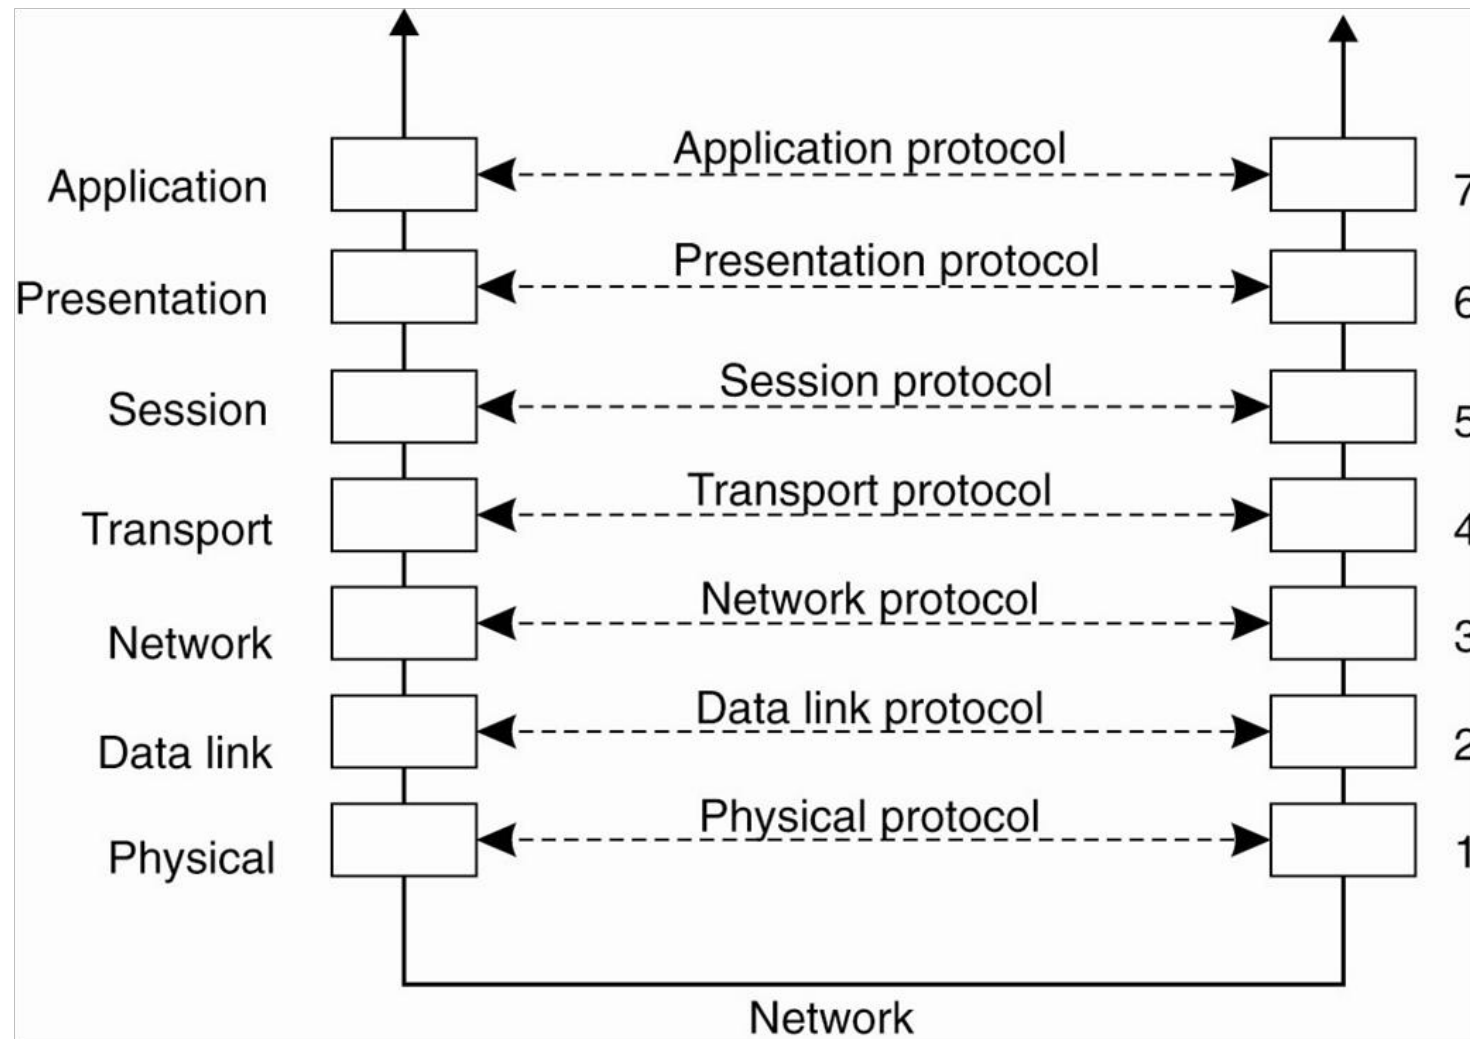 Application protocol
Application
7
Presentation protocol
Presentation
6
Session protocol
Session
5
Transport protocol
Transport
4
Network protocol
Network
3
Data link protocol
Data link
2
Physical protocol
Physical
1
Network